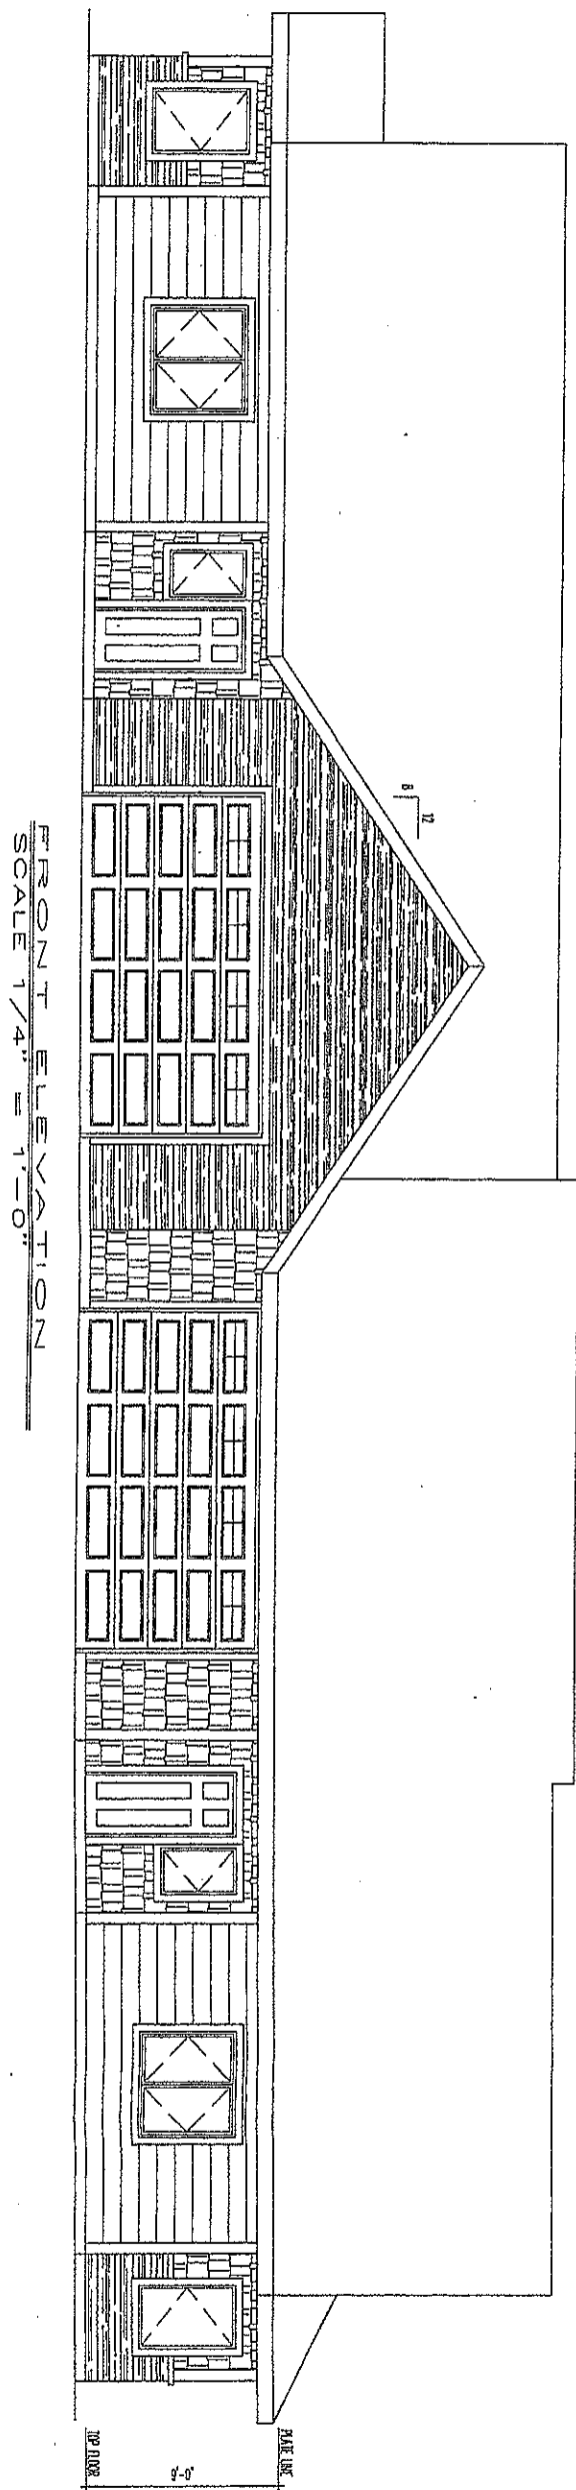 12
8
PLATE LINE
9'-0"
TOP FLOOR
FRONT ELEVATION
SCALE 1/4" = 1'-0"